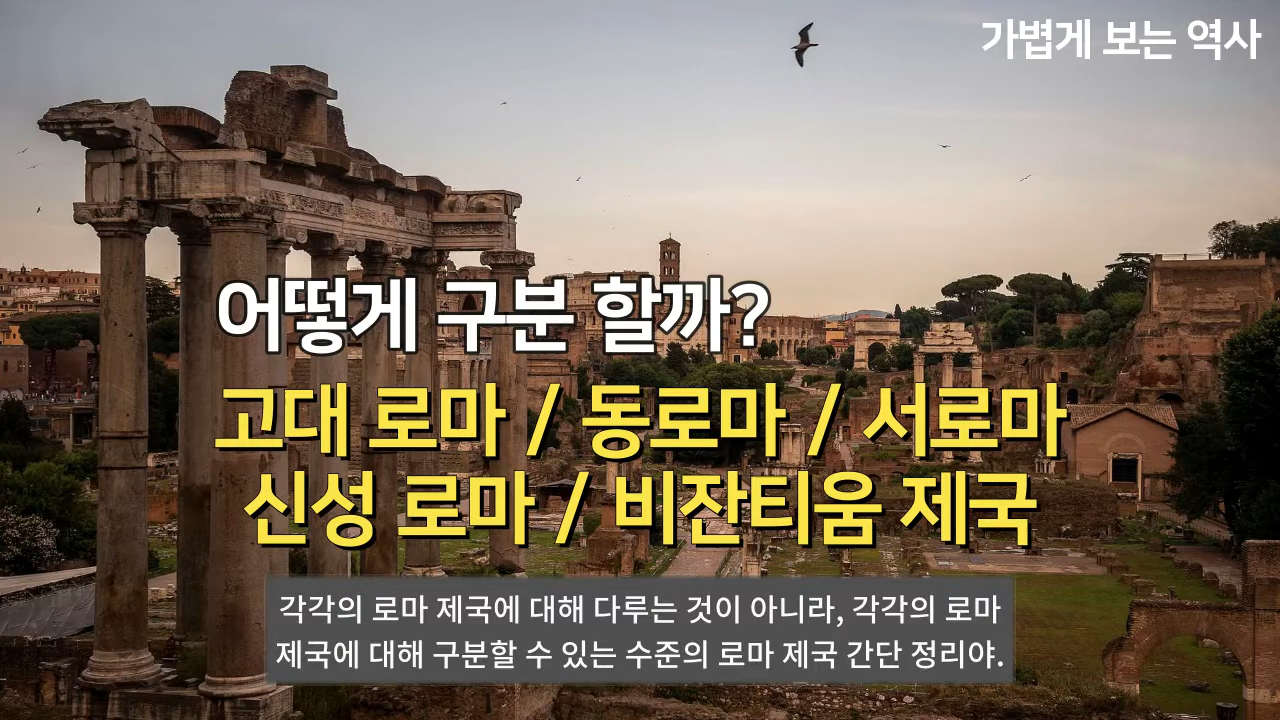 가볍게 보는 역사
어떻게 구분 할까?
고대 로마 / 동로마 / 서로마
신성 로마 / 비잔티움 제국
각각의 로마 제국에 대해 다루는 것이 아니라, 각각의 로마
제국에 대해 구분할 수 있는 수준의 로마 제국 간단 정리야.